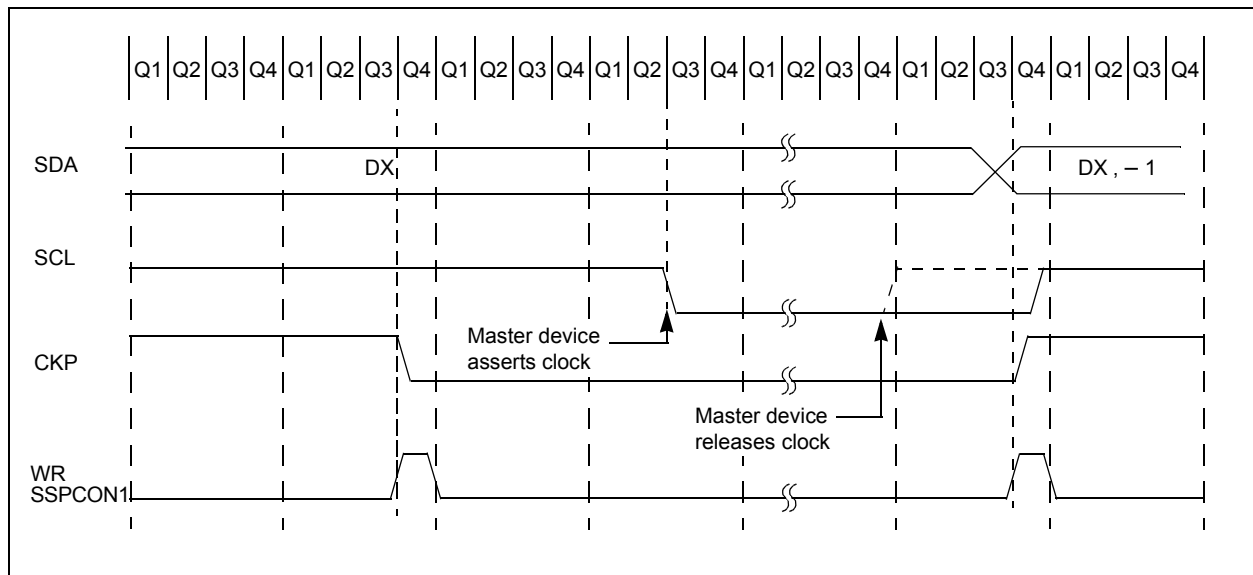 Q1 Q2 Q3 Q4 Q1 Q2 Q3 Q4 Q1 Q2 Q3 Q4 Q1 Q2 Q3 Q4 Q1 Q2 Q3 Q4 Q1 Q2 Q3 Q4 Q1 Q2 Q3 Q4
SDA
DX
DX , – 1
SCL
Master device
asserts clock
CKP
Master device
releases clock
WR
SSPCON1